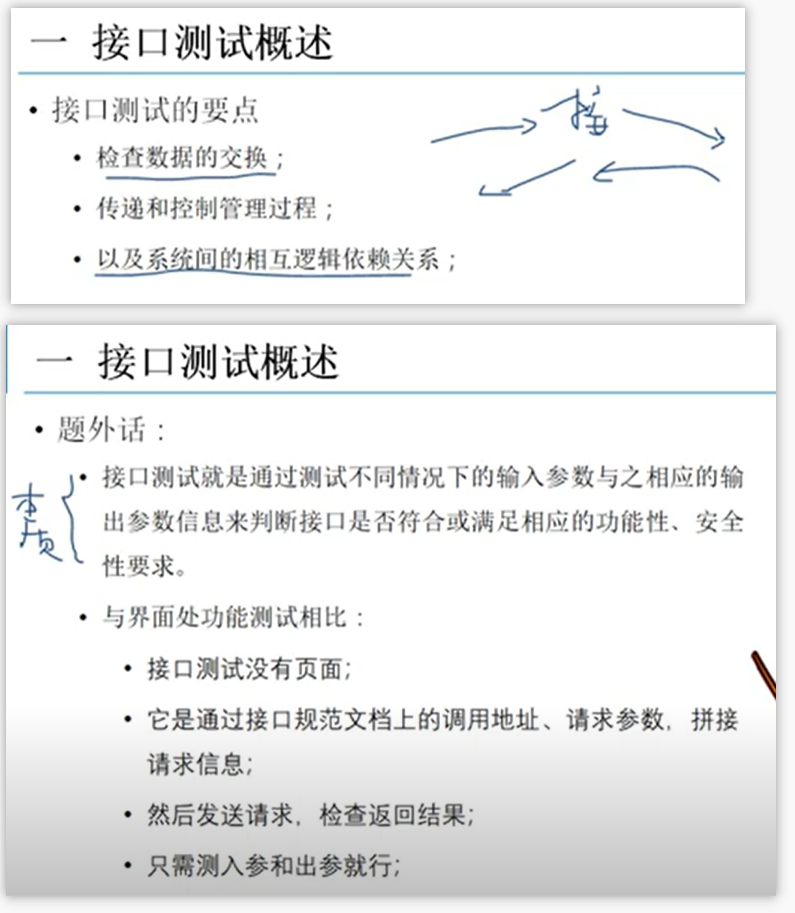 一 接口测试概述
• 接口测试的要点
接
• 检查数据的交换；
• 传递和控制管理过程；
• 以及系统间的相互逻辑依赖关系；
一 接口测试概述
• 题外话：
本质
• 接口测试就是通过测试不同情况下的输入参数与之相应的输
出参数信息来判断接口是否符合或满足相应的功能性、安全
性要求。
• 与界面处功能测试相比：
• 接口测试没有页面；
• 它是通过接口规范文档上的调用地址、请求参数，拼接
请求信息；
• 然后发送请求，检查返回结果；
• 只需测入参和出参就行；